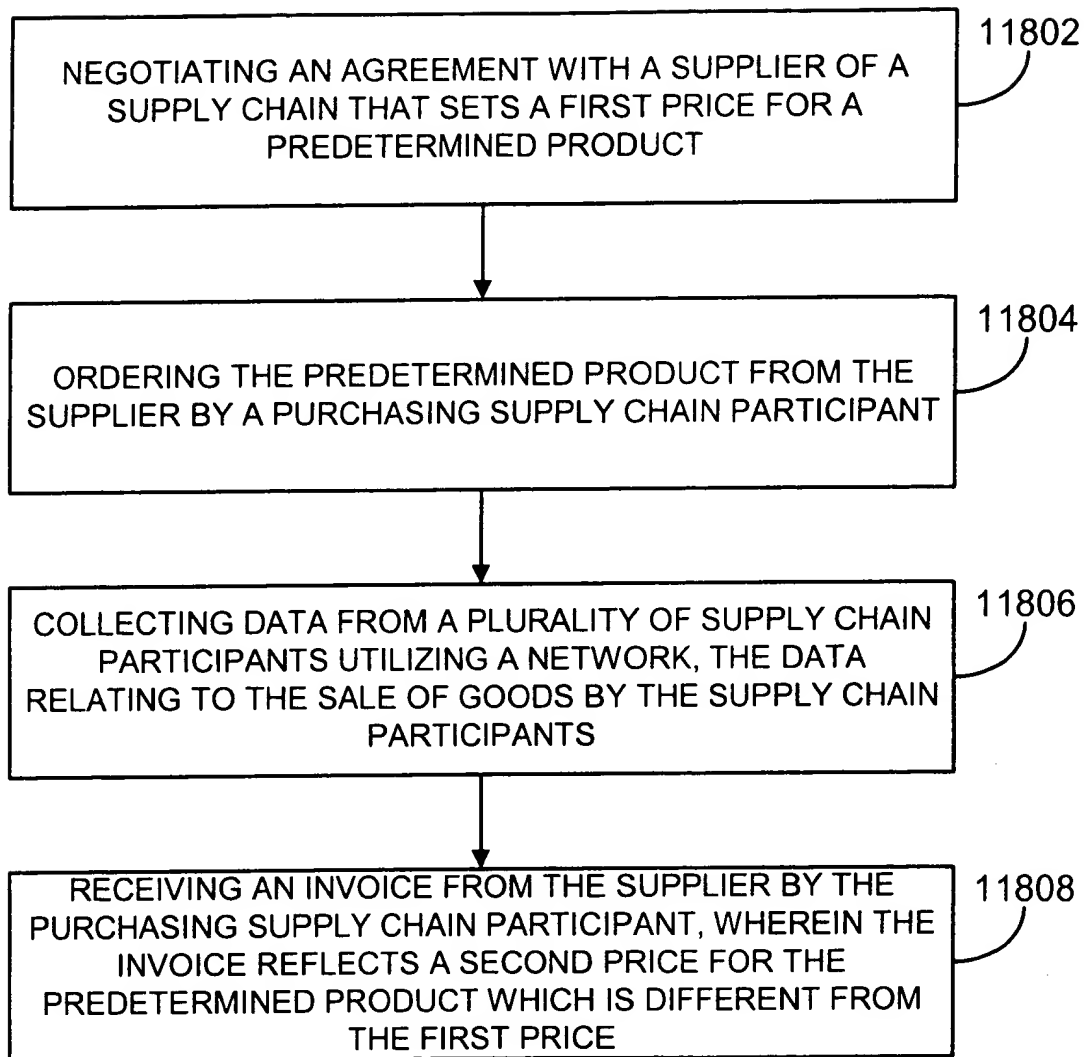 11802
NEGOTIATING AN AGREEMENT WITH A SUPPLIER OF A
SUPPLY CHAIN THAT SETS A FIRST PRICE FOR A
PREDETERMINED PRODUCT
11804
ORDERING THE PREDETERMINED PRODUCT FROM THE
SUPPLIER BY A PURCHASING SUPPLY CHAIN PARTICIPANT
11806
COLLECTING DATA FROM A PLURALITY OF SUPPLY CHAIN
PARTICIPANTS UTILIZING A NETWORK, THE DATA
RELATING TO THE SALE OF GOODS BY THE SUPPLY CHAIN
PARTICIPANTS
11808
RECEIVING AN INVOICE FROM THE SUPPLIER BY THE
PURCHASING SUPPLY CHAIN PARTICIPANT, WHEREIN THE
INVOICE REFLECTS A SECOND PRICE FOR THE
PREDETERMINED PRODUCT WHICH IS DIFFERENT FROM
THE FIRST PRICE